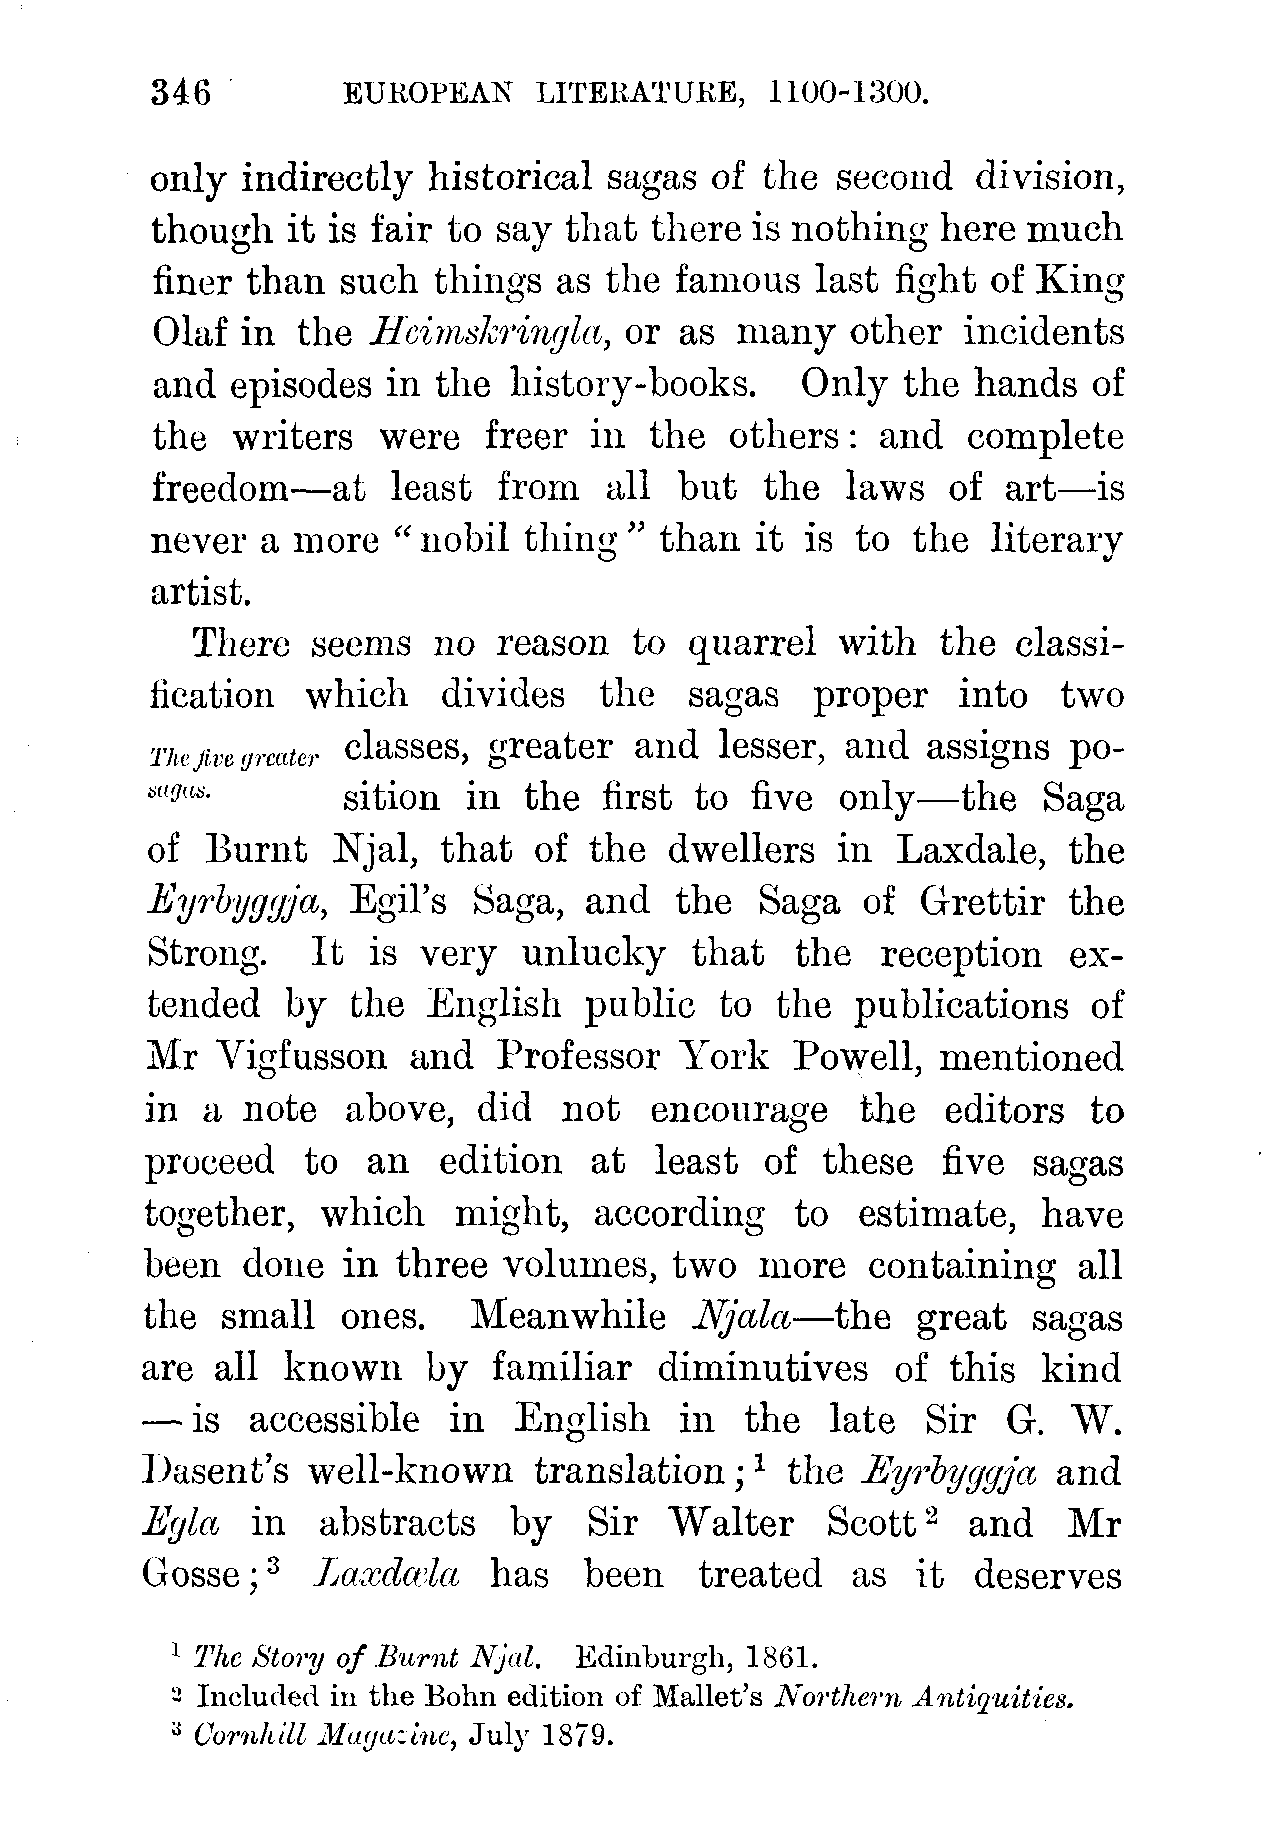 346 EUROPEAN LITERATURE, 1100-1300.
only indirectly historical sagas of the second division,
though it is fair to say that there is nothing here much
finer than such things as the famous last fight of King
Olaf in the Heimskringla, or as many other incidents
and episodes in the history-books. Only the hands of
the writers were freer in the others: and complete
freedom—at least from all but the laws of art—is
never a more “nobil thing” than it is to the literary
artist.
There seems no reason to quarrel with the classi-
fication which divides the sagas proper into two
The five greater classes, greater and lesser, and assigns po-
sagas. sition in the first to five only—the Saga
of Burnt Njal, that of the dwellers in Laxdale, the
Eyrbyggja, Egil’s Saga, and the Saga of Grettir the
Strong. It is very unlucky that the reception ex-
tended by the English public to the publications of
Mr Vigfusson and Professor York Powell, mentioned
in a note above, did not encourage the editors to
proceed to an edition at least of these five sagas
together, which might, according to estimate, have
been done in three volumes, two more containing all
the small ones. Meanwhile Njala—the great sagas
are all known by familiar diminutives of this kind
— is accessible in English in the late Sir G. W.
Dasent’s well-known translation;¹ the Eyrbyggja and
Egla in abstracts by Sir Walter Scott² and Mr
Gosse;³ Laxdæla has been treated as it deserves
¹ The Story of Burnt Njal. Edinburgh, 1861.
² Included in the Bohn edition of Mallet’s Northern Antiquities.
³ Cornhill Magazine, July 1879.